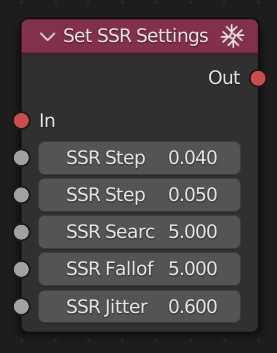 Set SSR Settings
Out
In
SSR Step 0.040
SSR Step 0.050
SSR Searc 5.000
SSR Fallof 5.000
SSR Jitter 0.600